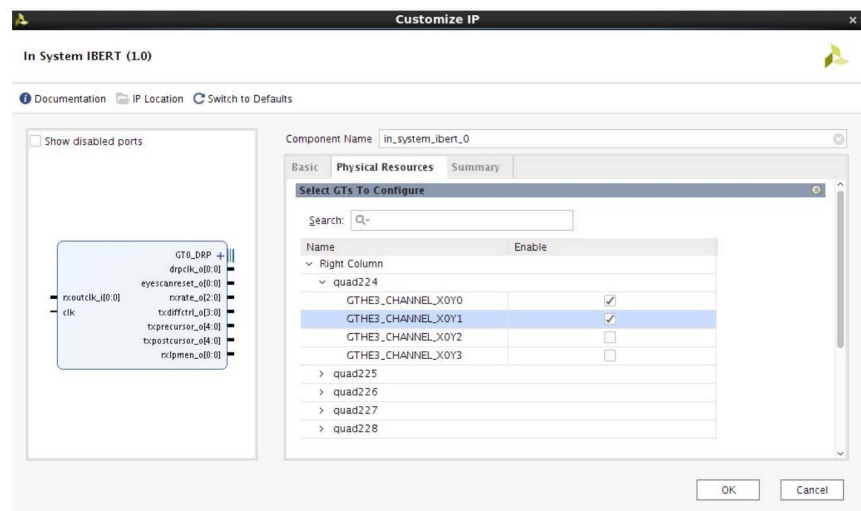 Customize IP
In System IBERT (1.0)
Documentation IP Location Switch to Defaults
Show disabled ports
GT0_DRP
drpclk_o[0:0]
eyescanreset_o[0:0]
rxrate_o[2:0]
txdiffctrl_o[3:0]
txprecursor_o[4:0]
txpostcursor_o[4:0]
rxlpmen_o[0:0]
rxoutclk_i[0:0]
clk
Component Name in_system_ibert_0
Basic Physical Resources Summary
Select GTs To Configure
Search:
Name Enable
Right Column
quad224
GTHE3_CHANNEL_X0Y0
GTHE3_CHANNEL_X0Y1
GTHE3_CHANNEL_X0Y2
GTHE3_CHANNEL_X0Y3
quad225
quad226
quad227
quad228
OK Cancel